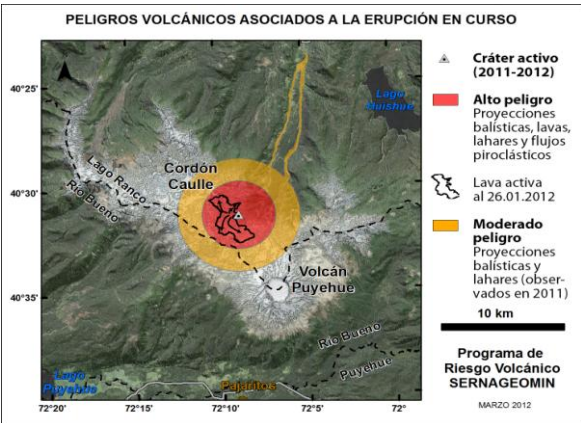 PELIGROS VOLCÁNICOS ASOCIADOS A LA ERUPCIÓN EN CURSO
40°25'
40°30'
40°35'
Lago
Huishue
Cordón
Caulle
Lago Ranco
Río Bueno
Volcán
Puyehue
Río Bueno
Puyehue
Lago
Puyehue
Pajaritos
72°20'
72°15'
72°10'
72°5'
72°
Cráter activo
(2011-2012)
Alto peligro
Proyecciones
balísticas, lavas,
lahares y flujos
piroclásticos
Lava activa
al 26.01.2012
Moderado
peligro
Proyecciones
balísticas y
lahares (obser-
vados en 2011)
10 km
Programa de
Riesgo Volcánico
SERNAGEOMIN
MARZO 2012